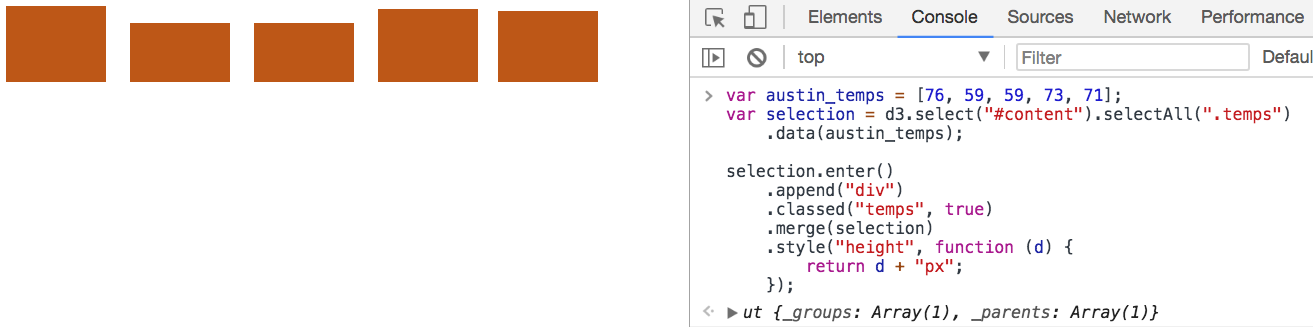 Elements Console Sources Network Performance
top ▼ Filter Defaul
> var austin_temps = [76, 59, 59, 73, 71];
var selection = d3.select("#content").selectAll(".temps")
    .data(austin_temps);
selection.enter()
    .append("div")
    .classed("temps", true)
    .merge(selection)
    .style("height", function (d) {
        return d + "px";
    });
▶ ut {_groups: Array(1), _parents: Array(1)}